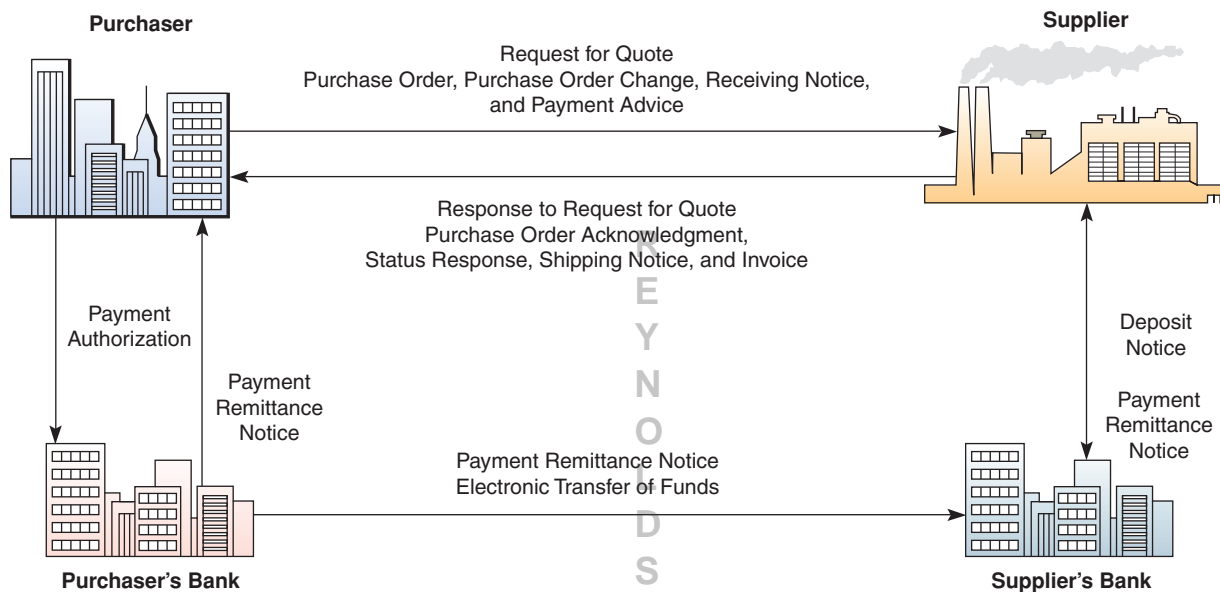 Purchaser
Supplier
Request for Quote
Purchase Order, Purchase Order Change, Receiving Notice,
and Payment Advice
Response to Request for Quote
Purchase Order Acknowledgment,
Status Response, Shipping Notice, and Invoice
Payment
Authorization
Payment
Remittance
Notice
Deposit
Notice
Payment
Remittance
Notice
Payment Remittance Notice
Electronic Transfer of Funds
Purchaser's Bank
Supplier's Bank
REYNOLDS